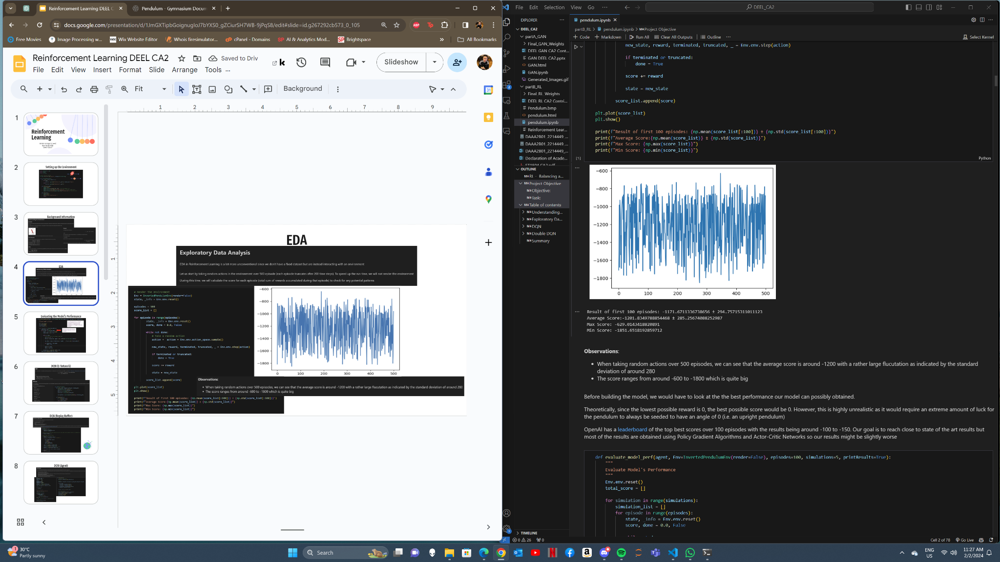 Reinforcement Learning DEEL C
Pendulum - Gymnasium Docum
docs.google.com/presentation/d/1JmGXTipbGoignugIoJ7bYXS0_gZCiurSH7WB-9jPqS8/edit#slide=id.g267292cb573_0_105
Free Movies
Image Processing w...
Wix Website Editor
Whois firesimulator...
cPanel - Domains
AI & Analytics Mod...
Brightspace
All Bookmarks
Reinforcement Learning DEEL CA2
Saved to Driv
File Edit View Insert Format Slide Arrange Tools ...
Slideshow
Fit
Background
1 2 3 4 5 6 7 8 9
1
Reinforcement
Learning
2
Setting up the Environment
3
Background Information
4
EDA
5
Evaluating the Model's Performance
6
DQN (Q-Network)
7
DQN (Replay Buffer)
8
DQN (Agent)
EDA
Exploratory Data Analysis
EDA in Reinforcement Learning is a lot more unconventional since we don't have a fixed dataset but are instead interacting with an environment
Let us start by taking random actions in the environment over 500 episode (each episode truncates after 200 time steps). To speed up the run time, we will not render the environment
During this time, we will calculate the score for each episode (total sum of rewards accumulated during that episode) to check for any potential patterns
# Render the environment
Env = InvertedPendulumEnv(render=False)
state, _info = Env.env.reset()
episodes = 500
score_list = []
for episode in range(episodes):
state, _info = Env.env.reset()
score, done = 0.0, False
while not done:
# Take a random action
action = action = Env.env.action_space.sample()
new_state, reward, terminated, truncated, _ = Env.env.step(action)
if terminated or truncated:
done = True
score += reward
state = new_state
score_list.append(score)
plt.plot(score_list)
plt.show()
print(f"Result of first 100 episodes: {np.mean(score_list[:100])} ± {np.std(score_list[:100])}")
print(f"Average Score:{np.mean(score_list)} ± {np.std(score_list)}")
print(f"Max Score: {np.max(score_list)}")
print(f"Min Score: {np.min(score_list)}")
−600
−800
−1000
−1200
−1400
−1600
−1800
0 100 200 300 400 500
Observations:
When taking random actions over 500 episodes, we can see that the average score is around -1200 with a rather large flucutation as indicated by the standard deviation of around 280
The score ranges from around -600 to -1800 which is quite big
File Edit Selection View Go ...
DEEL_CA2
EXPLORER
DEEL_CA2
partA_GAN
Final_GAN_Weights
DEEL GAN CA2 Cont...
GAN DEEL CA2.pptx
GAN.html
GAN.ipynb
Generated_Images.gif
partB_RL
Final_RL_Weights
DEEL RL CA2 Contri...
Pendulum.bmp
pendulum.html
pendulum.ipynb
Reinforcement Lear...
DAAA2B01_2214449_...
DAAA2B01_2214449_...
DAAA2B01_2214449_...
Declaration of Acade...
OUTLINE
RL - Balancing a...
Project Objective
Objective:
Task:
Table of contents
Understanding...
Exploratory Da...
DQN
Double DQN
Summary
TIMELINE
pendulum.ipynb
partB_RL > pendulum.ipynb > Project Objective
+ Code + Markdown Run All Clear All Outputs Outline ... Select Kernel
new_state, reward, terminated, truncated, _ = Env.env.step(action)
if terminated or truncated:
done = True
score += reward
state = new_state
score_list.append(score)
plt.plot(score_list)
plt.show()
print(f"Result of first 100 episodes: {np.mean(score_list[:100])} ± {np.std(score_list[:100])}")
print(f"Average Score:{np.mean(score_list)} ± {np.std(score_list)}")
print(f"Max Score: {np.max(score_list)}")
print(f"Min Score: {np.min(score_list)}")
[5]
Python
−600
−800
−1000
−1200
−1400
−1600
−1800
0 100 200 300 400 500
Result of first 100 episodes: -1171.6711336738656 ± 294.75715311011123
Average Score:-1201.8349788854468 ± 285.25674088252987
Max Score: -629.0143418820891
Min Score: -1851.6518192859712
Observations:
When taking random actions over 500 episodes, we can see that the average score is around -1200 with a rather large flucutation as indicated by the standard
deviation of around 280
The score ranges from around -600 to -1800 which is quite big
Before building the model, we would have to look at the the best performance our model can possibly obtained.
Theoretically, since the lowest possible reward is 0, the best possible score would be 0. However, this is highly unrealistic as it would require an extreme amount of luck for
the pendulum to always be seeded to have an angle of 0 (i.e. an upright pendulum)
OpenAI has a leaderboard of the top best scores over 100 episodes with the results being around -100 to -150. Our goal is to reach close to state of the art results but
most of the results are obtained using Policy Gradient Algorithms and Actor-Critic Networks so our results might be slightly worse
def evaluate_model_perf(agent, Env=InvertedPendulumEnv(render=False), episodes=100, simulations=5, printResults=True):
"""
Evaluate Model's Performance
"""
Env.env.reset()
total_score = []
for simulation in range(simulations):
simulation_list = []
for episode in range(episodes):
state, _info = Env.env.reset()
score, done = 0.0, False
0 26 0
Cell 2 of 78 Go Live
30°C
Partly sunny
Search
ENG
US
11:27 AM
2/2/2024